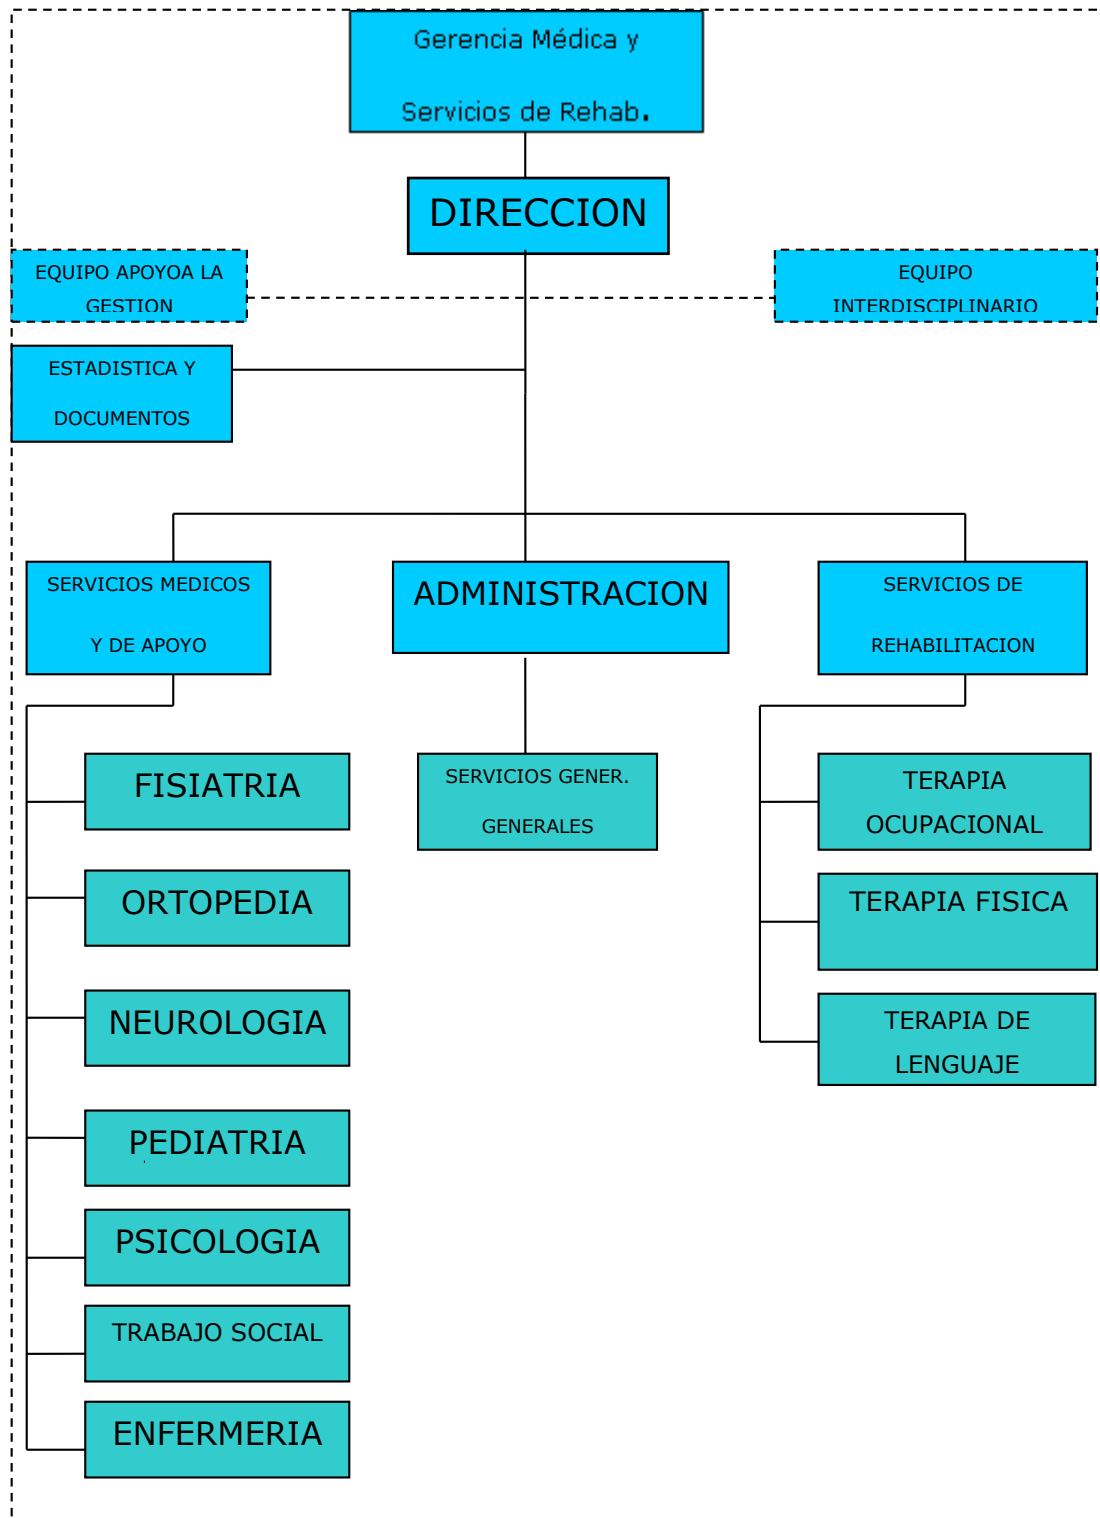 Gerencia Médica y
Servicios de Rehab.
DIRECCION
EQUIPO APOYOA LA
GESTION
EQUIPO
INTERDISCIPLINARIO
ESTADISTICA Y
DOCUMENTOS
SERVICIOS MEDICOS
Y DE APOYO
ADMINISTRACION
SERVICIOS DE
REHABILITACION
FISIATRIA
ORTOPEDIA
NEUROLOGIA
PEDIATRIA
PSICOLOGIA
TRABAJO SOCIAL
ENFERMERIA
SERVICIOS GENER.
GENERALES
TERAPIA
OCUPACIONAL
TERAPIA FISICA
TERAPIA DE
LENGUAJE